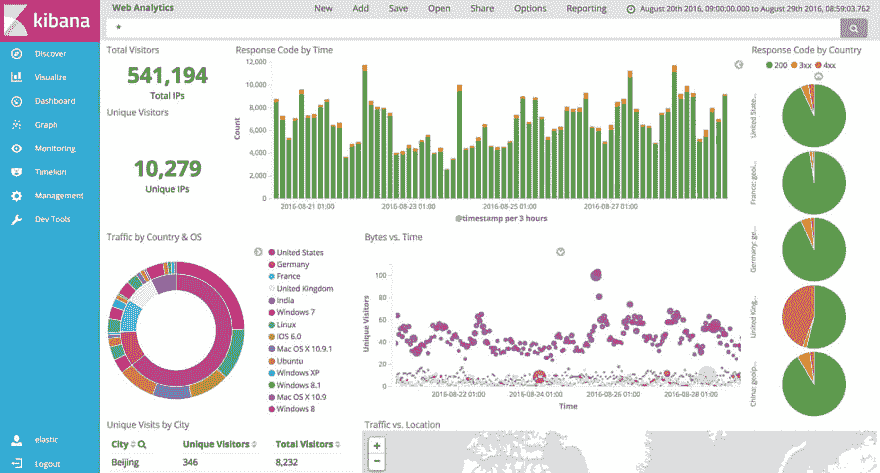 kibana
Discover
Visualize
Dashboard
Graph
Monitoring
Timelion
Management
Dev Tools
elastic
Logout
Web Analytics New Add Save Open Share Options Reporting August 20th 2016, 09:00:00.000 to August 29th 2016, 08:59:03.762
*
Total Visitors
541,194
Total IPs
Unique Visitors
10,279
Unique IPs
Response Code by Time
12,000
10,000
8,000
6,000
4,000
2,000
0
Count
2016-08-21 01:00 2016-08-23 01:00 2016-08-25 01:00 2016-08-27 01:00
@timestamp per 3 hours
Response Code by Country
200 3xx 4xx
United State...
France: geoi...
Germany: ge...
United King...
China: geoip...
Traffic by Country & OS
United States
Germany
France
United Kingdom
India
Windows 7
Linux
iOS 6.0
Mac OS X 10.9.1
Ubuntu
Windows XP
Windows 8.1
Mac OS X 10.9
Windows 8
Bytes vs. Time
100
80
60
40
20
0
Unique Visitors
2016-08-22 01:00 2016-08-24 01:00 2016-08-26 01:00 2016-08-28 01:00
Time
Unique Visits by City
City Unique Visitors Total Visitors
Beijing 346 8,232
Traffic vs. Location
+
−